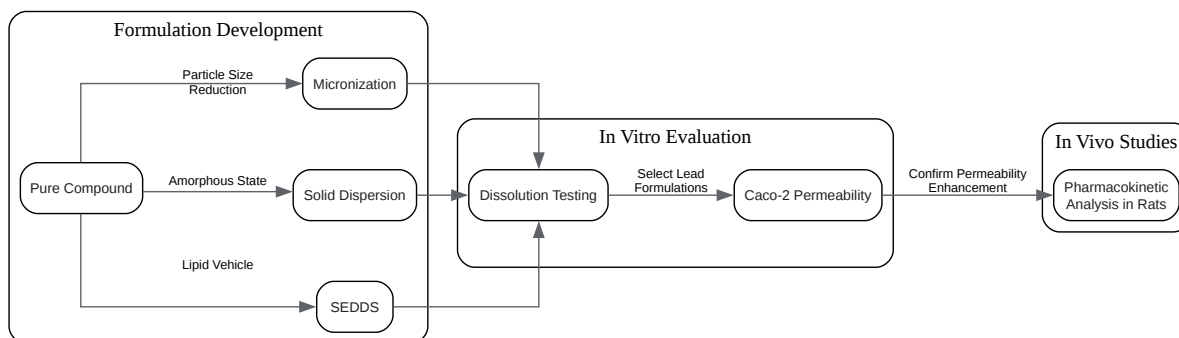 Formulation Development
Particle Size
Reduction
Micronization
In Vitro Evaluation
In Vivo Studies
Pure Compound
Amorphous State
Solid Dispersion
Dissolution Testing
Select Lead
Formulations
Caco-2 Permeability
Confirm Permeability
Enhancement
Pharmacokinetic
Analysis in Rats
Lipid Vehicle
SEDDS